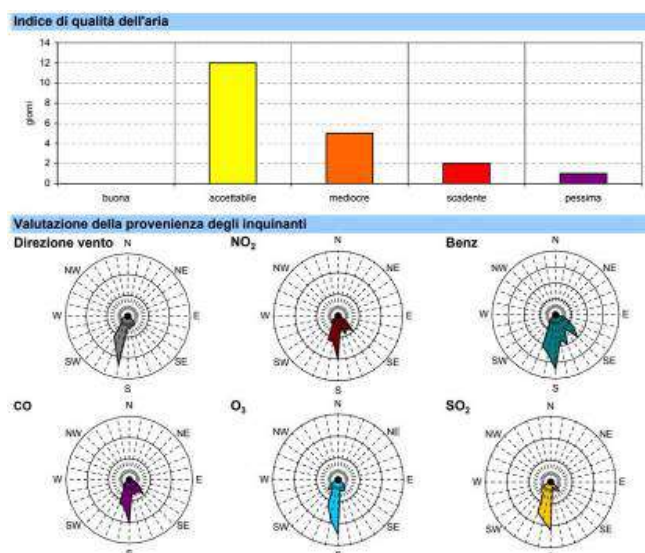 Indice di qualità dell'aria
14
12
10
8
6
4
2
0
giorni
buona accettabile mediocre scadente pessima
Valutazione della provenienza degli inquinanti
Direzione vento NO2 Benz
N N N
NW NE NW NE NW NE
W E W E W E
SW SE SW SE SW SE
S S S
CO O3 SO2
N N N
NW NE NW NE NW NE
W E W E W E
SW SE SW SE SW SE
S S